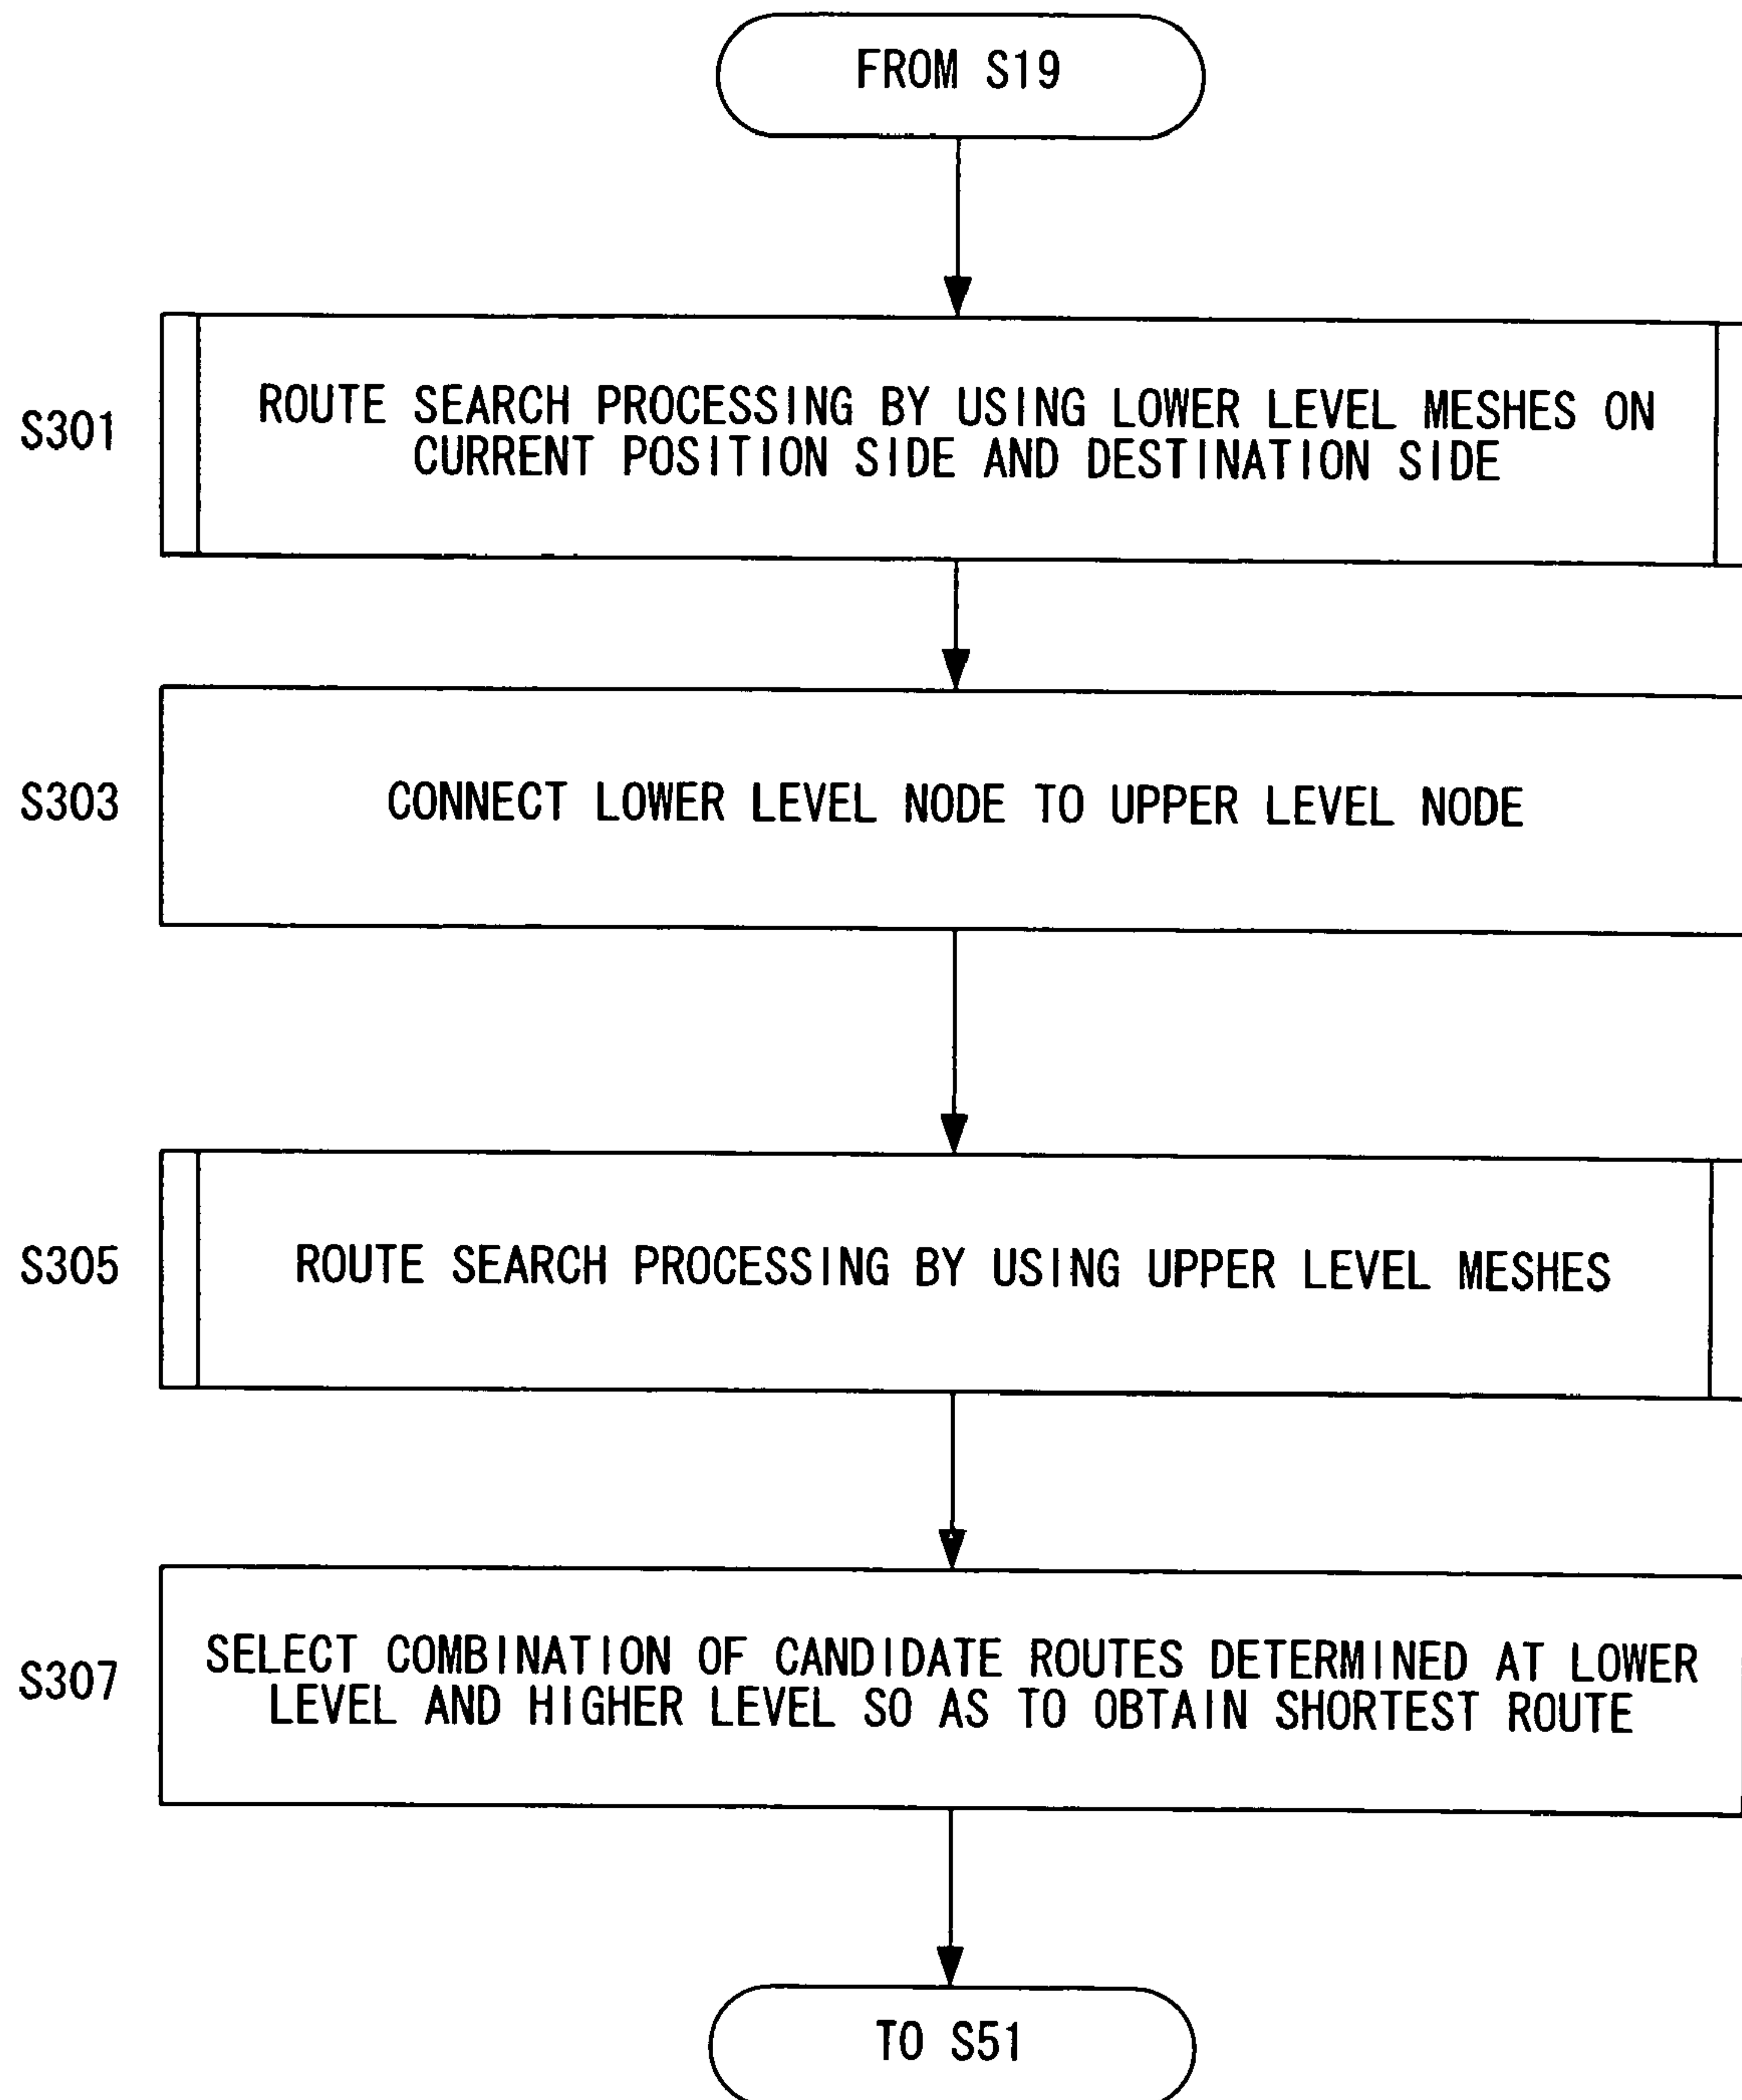 FROM S19
S301
ROUTE SEARCH PROCESSING BY USING LOWER LEVEL MESHES ON
CURRENT POSITION SIDE AND DESTINATION SIDE
S303
CONNECT LOWER LEVEL NODE TO UPPER LEVEL NODE
S305
ROUTE SEARCH PROCESSING BY USING UPPER LEVEL MESHES
S307
SELECT COMBINATION OF CANDIDATE ROUTES DETERMINED AT LOWER
LEVEL AND HIGHER LEVEL SO AS TO OBTAIN SHORTEST ROUTE
TO S51